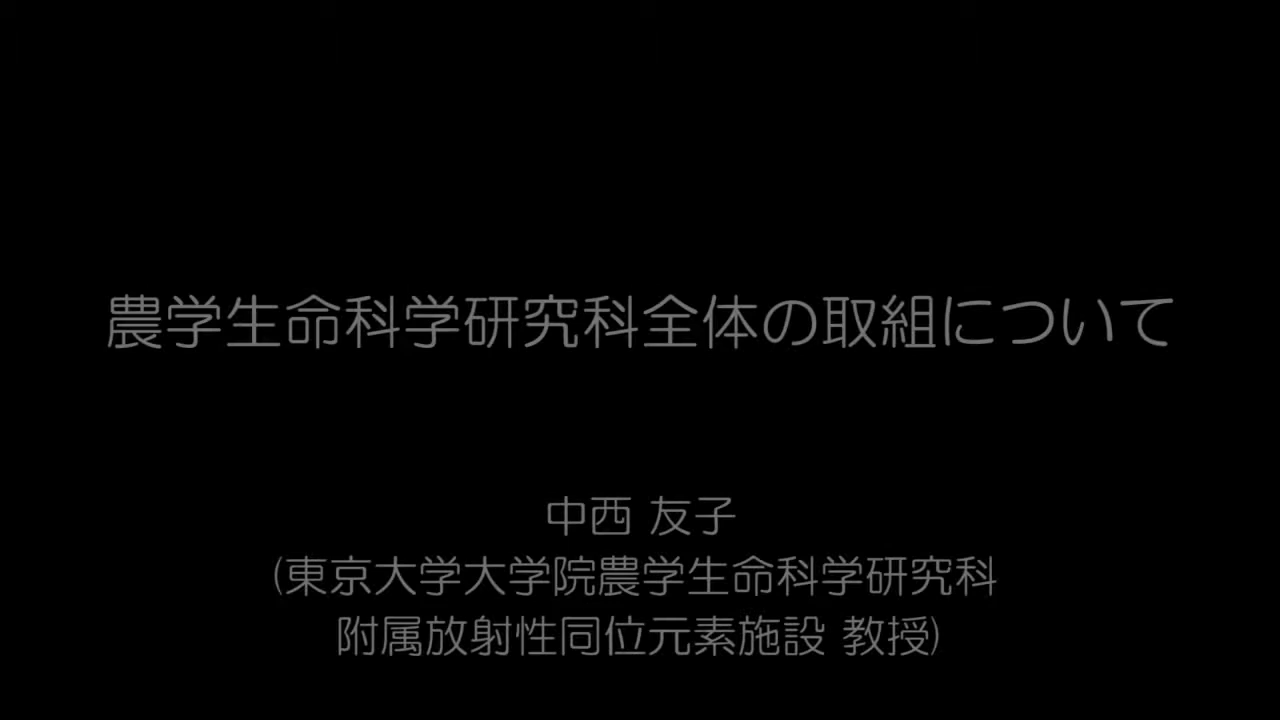 農学生命科学研究科全体の取組について
中西 友子
(東京大学大学院農学生命科学研究科
附属放射性同位元素施設 教授)